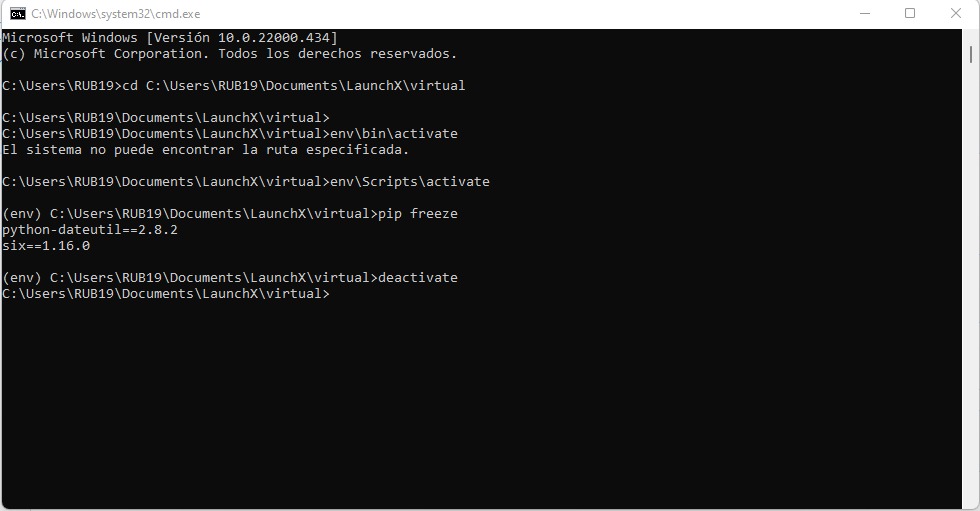 C:\Windows\system32\cmd.exe
Microsoft Windows [Versión 10.0.22000.434]
(c) Microsoft Corporation. Todos los derechos reservados.
C:\Users\RUB19>cd C:\Users\RUB19\Documents\LaunchX\virtual
C:\Users\RUB19\Documents\LaunchX\virtual>
C:\Users\RUB19\Documents\LaunchX\virtual>env\bin\activate
El sistema no puede encontrar la ruta especificada.
C:\Users\RUB19\Documents\LaunchX\virtual>env\Scripts\activate
(env) C:\Users\RUB19\Documents\LaunchX\virtual>pip freeze
python-dateutil==2.8.2
six==1.16.0
(env) C:\Users\RUB19\Documents\LaunchX\virtual>deactivate
C:\Users\RUB19\Documents\LaunchX\virtual>